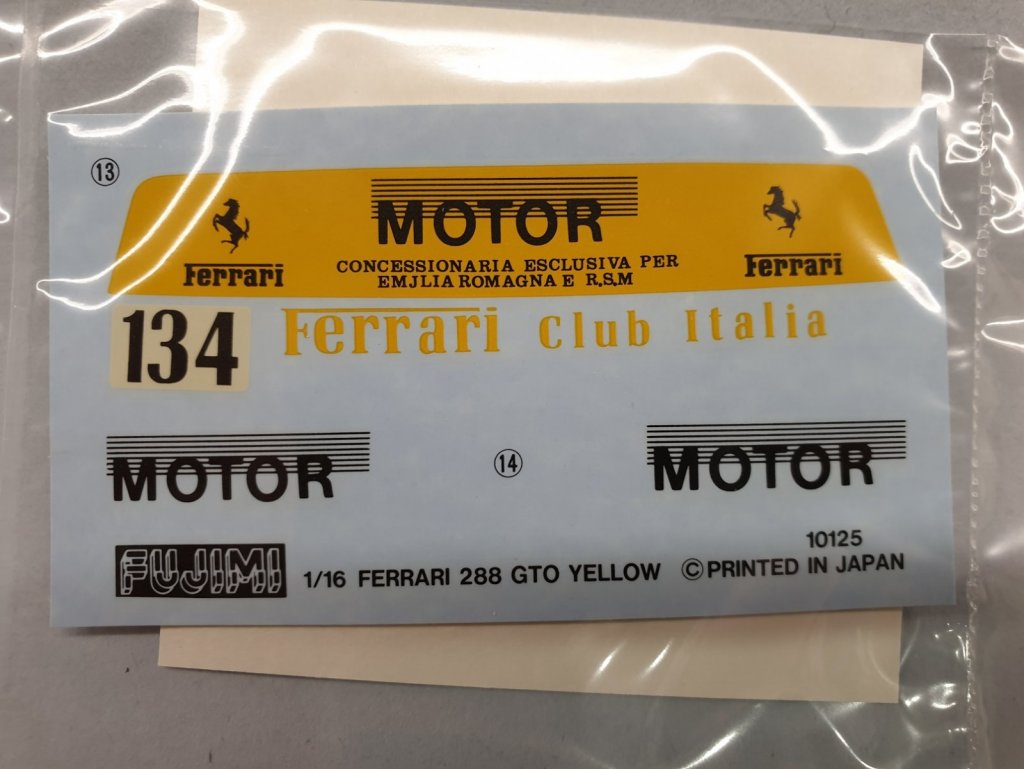 ⑬
MOTOR
Ferrari
CONCESSIONARIA ESCLUSIVA PER
EMJLIA ROMAGNA E R.S.M
Ferrari
134
Ferrari Club Italia
MOTOR
⑭
MOTOR
10125
FUJIMI 1/16 FERRARI 288 GTO YELLOW ©PRINTED IN JAPAN